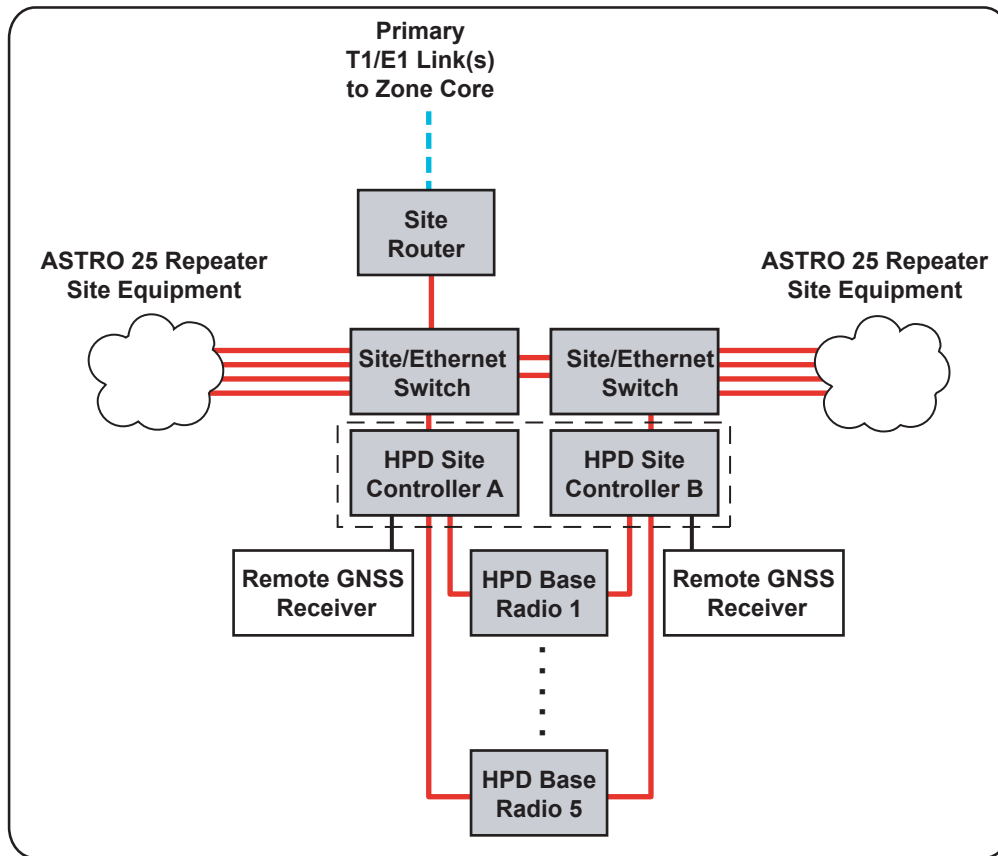 Primary
T1/E1 Link(s)
to Zone Core
Site
Router
ASTRO 25 Repeater
Site Equipment
ASTRO 25 Repeater
Site Equipment
Site/Ethernet
Switch
Site/Ethernet
Switch
HPD Site
Controller A
HPD Site
Controller B
Remote GNSS
Receiver
HPD Base
Radio 1
Remote GNSS
Receiver
HPD Base
Radio 5